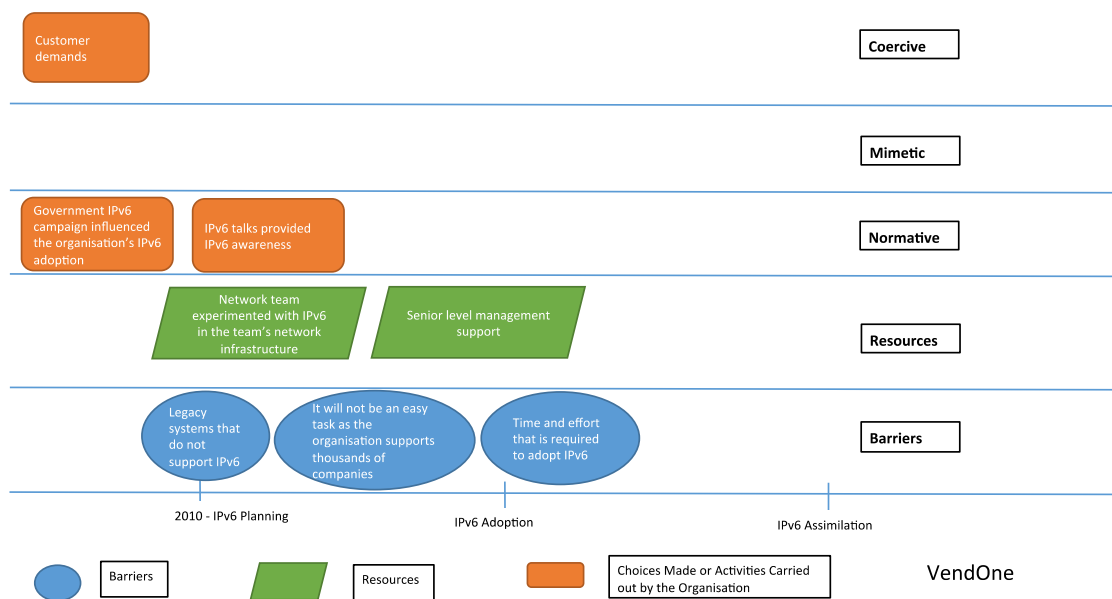 Customer
demands
Coercive
Mimetic
Government IPv6
campaign influenced
the organisation's IPv6
adoption
IPv6 talks provided
IPv6 awareness
Normative
Network team
experimented with IPv6
in the team's network
infrastructure
Senior level management
support
Resources
Legacy
systems that
do not
support IPv6
It will not be an easy
task as the
organisation supports
thousands of
companies
Time and effort
that is required
to adopt IPv6
Barriers
2010 - IPv6 Planning
IPv6 Adoption
IPv6 Assimilation
Barriers
Resources
Choices Made or Activities Carried
out by the Organisation
VendOne